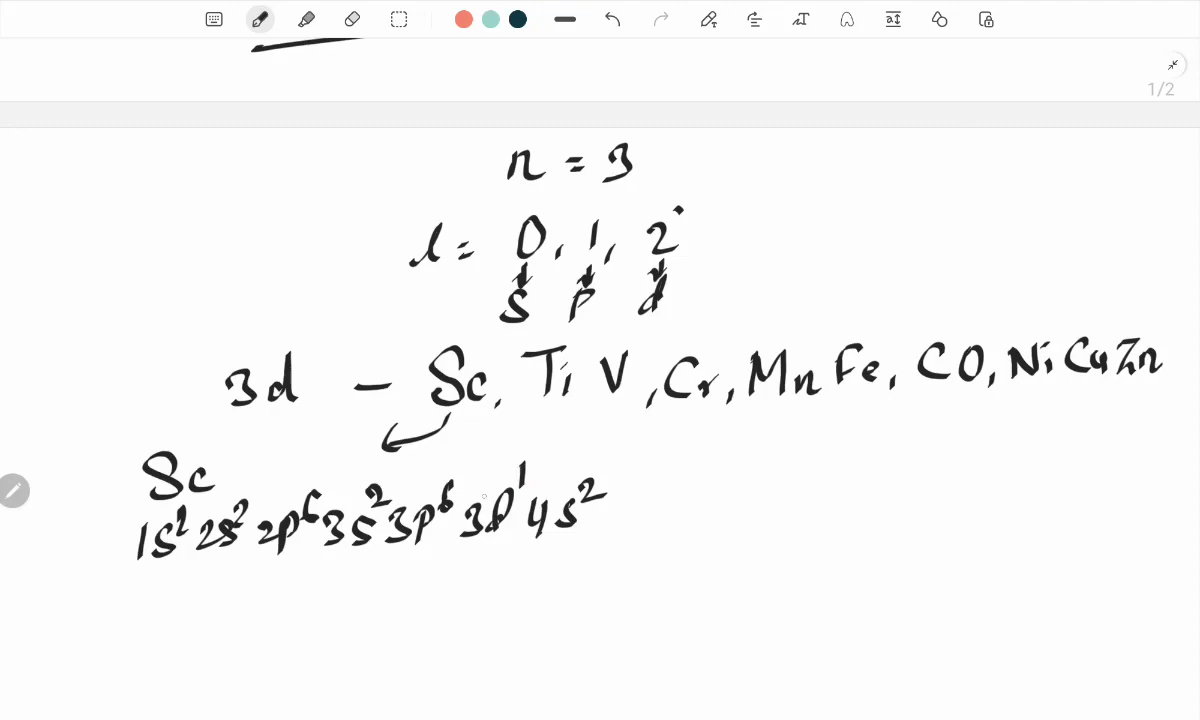 1/2
n = 3
l = 0, 1, 2
s p d
3d - Sc, Ti V, Cr, Mn Fe, CO, Ni Cu Zn
Sc
1s² 2s² 2p⁶ 3s² 3p⁶ 3d¹ 4s²